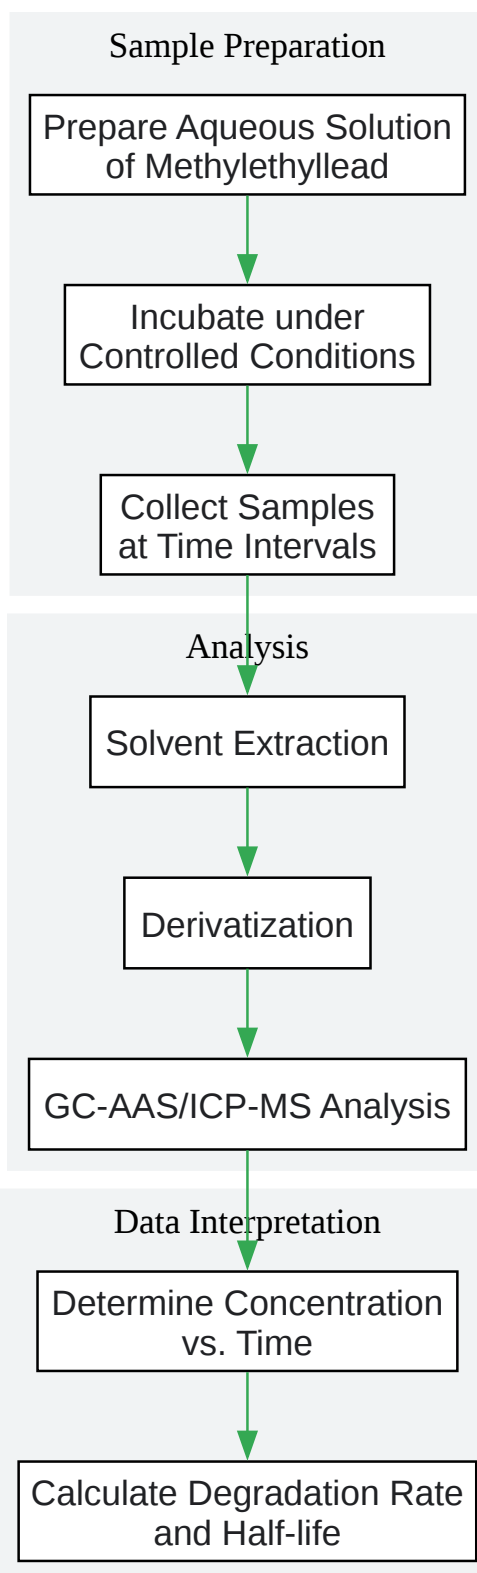 Sample Preparation
Prepare Aqueous Solution
of Methylethyllead
Incubate under
Controlled Conditions
Collect Samples
at Time Intervals
Analysis
Solvent Extraction
Derivatization
GC-AAS/ICP-MS Analysis
Data Interpretation
Determine Concentration
vs. Time
Calculate Degradation Rate
and Half-life